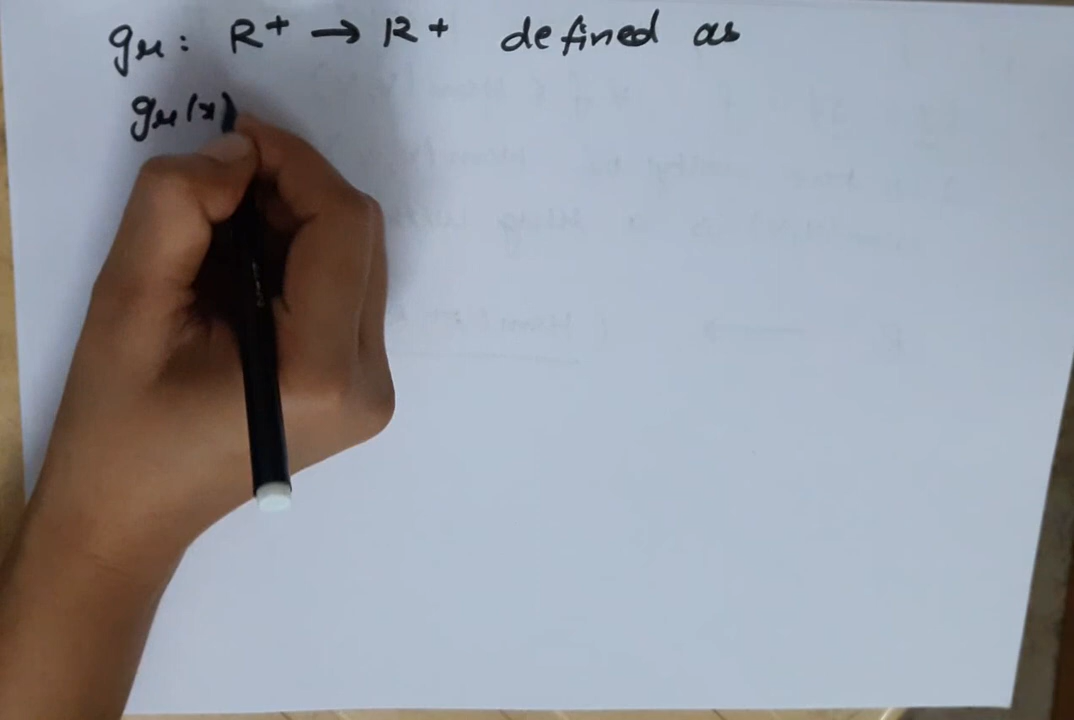 gμ: R+ → R+ defined as
gμ(x)